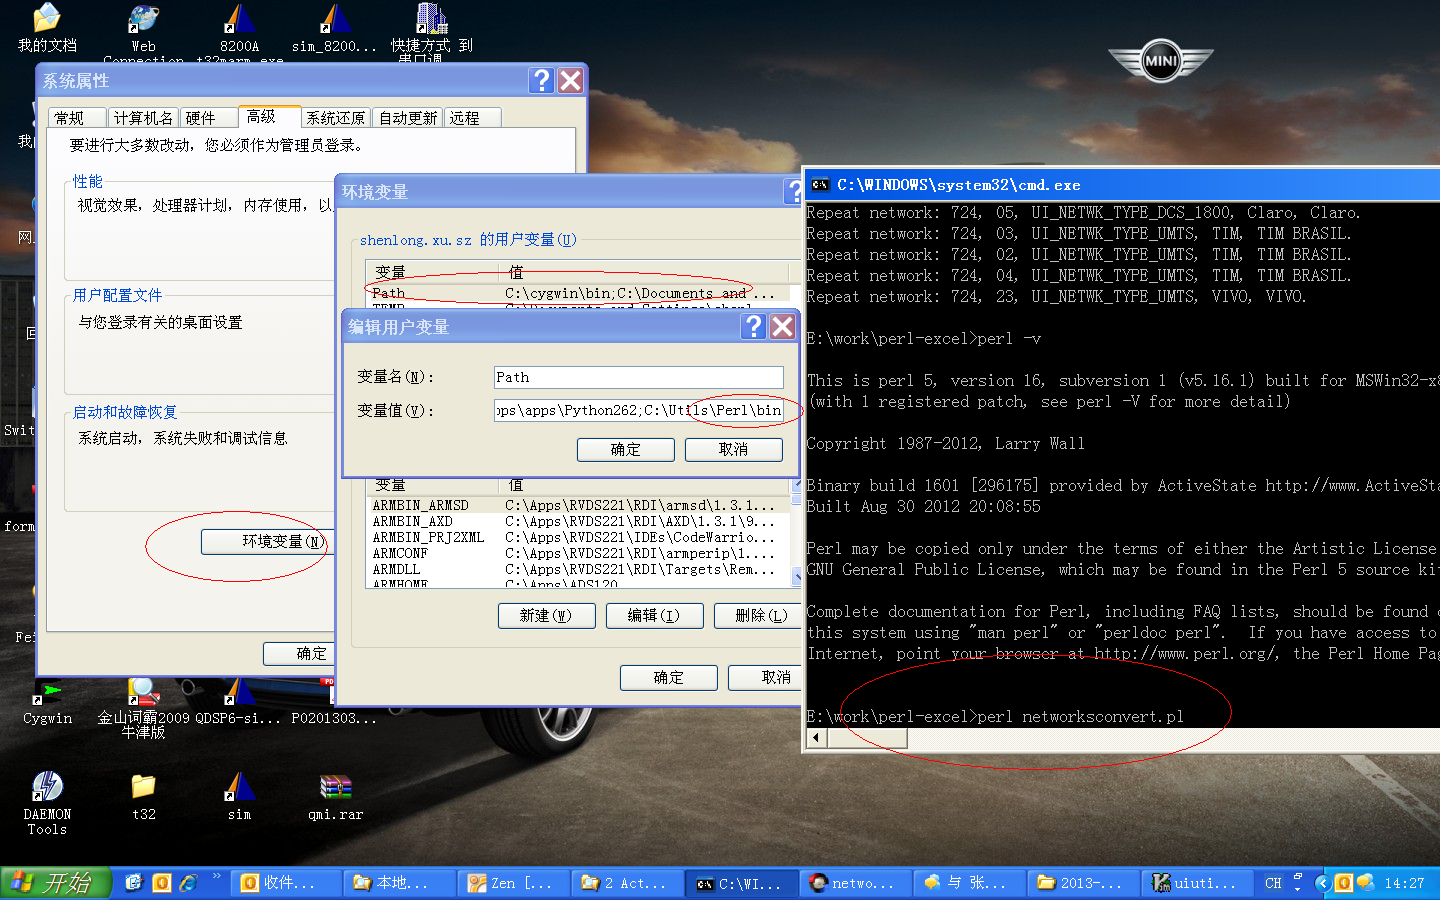 我的文档
Web
Connection
8200A
t32marm.exe
sim_8200...
快捷方式 到
串口调
MINI
系统属性
常规
计算机名
硬件
高级
系统还原
自动更新
远程
要进行大多数改动，您必须作为管理员登录。
性能
视觉效果，处理器计划，内存使用，以
用户配置文件
与您登录有关的桌面设置
启动和故障恢复
系统启动，系统失败和调试信息
环境变量(N)
确定
环境变量
shenlong.xu.sz 的用户变量(U)
变量 值
Path C:\cygwin\bin;C:\Documents and ...
编辑用户变量
变量名(N): Path
变量值(V): ps\apps\Python262;C:\Utils\Perl\bin
确定 取消
变量 值
ARMBIN_ARMSD C:\Apps\RVDS221\RDI\armsd\1.3.1...
ARMBIN_AXD C:\Apps\RVDS221\RDI\AXD\1.3.1\9...
ARMBIN_PRJ2XML C:\Apps\RVDS221\IDEs\CodeWarrio...
ARMCONF C:\Apps\RVDS221\RDI\armperip\1....
ARMDLL C:\Apps\RVDS221\RDI\Targets\Rem...
ARMHOME C:\Apps\ADS120
新建(W) 编辑(I) 删除(L)
确定 取消
C:\WINDOWS\system32\cmd.exe
Repeat network: 724, 05, UI_NETWK_TYPE_DCS_1800, Claro, Claro.
Repeat network: 724, 03, UI_NETWK_TYPE_UMTS, TIM, TIM BRASIL.
Repeat network: 724, 02, UI_NETWK_TYPE_UMTS, TIM, TIM BRASIL.
Repeat network: 724, 04, UI_NETWK_TYPE_UMTS, TIM, TIM BRASIL.
Repeat network: 724, 23, UI_NETWK_TYPE_UMTS, VIVO, VIVO.
E:\work\perl-excel>perl -v
This is perl 5, version 16, subversion 1 (v5.16.1) built for MSWin32-x8
(with 1 registered patch, see perl -V for more detail)
Copyright 1987-2012, Larry Wall
Binary build 1601 [296175] provided by ActiveState http://www.ActiveSta
Built Aug 30 2012 20:08:55
Perl may be copied only under the terms of either the Artistic License
GNU General Public License, which may be found in the Perl 5 source kit
Complete documentation for Perl, including FAQ lists, should be found o
this system using "man perl" or "perldoc perl".  If you have access to
Internet, point your browser at http://www.perl.org/, the Perl Home Pag
E:\work\perl-excel>perl networksconvert.pl
Swit
form
Fei
Cygwin
金山词霸2009
牛津版
QDSP6-si...
P0201303...
DAEMON
Tools
t32
sim
qmi.rar
开始
收件...
本地...
Zen [...
2 Act...
C:\WI...
netwo...
与 张...
2013-...
uiuti...
CH
14:27